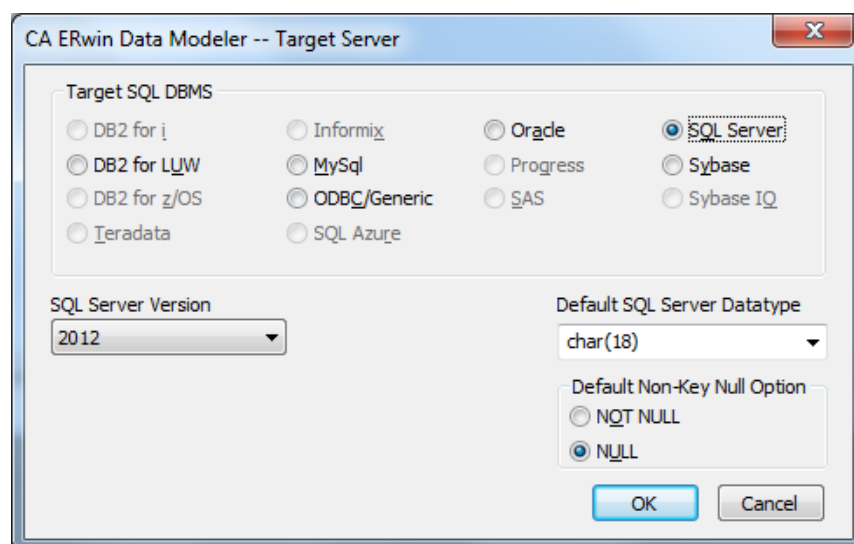 CA ERwin Data Modeler -- Target Server
Target SQL DBMS
DB2 for i Informix Oracle SQL Server
DB2 for LUW MySql Progress Sybase
DB2 for z/OS ODBC/Generic SAS Sybase IQ
Teradata SQL Azure
SQL Server Version Default SQL Server Datatype
2012 char(18)
Default Non-Key Null Option
NOT NULL
NULL
OK Cancel